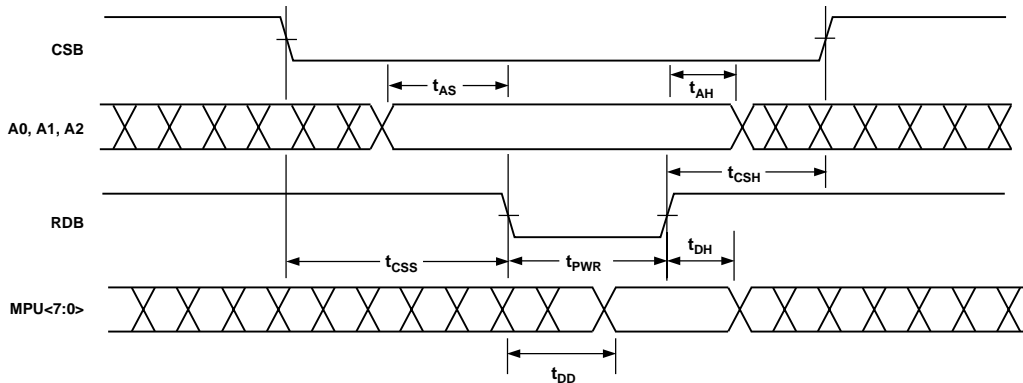 CSB
tAS
tAH
A0, A1, A2
tCSH
RDB
tDH
tCSS
tPWR
MPU<7:0>
tDD